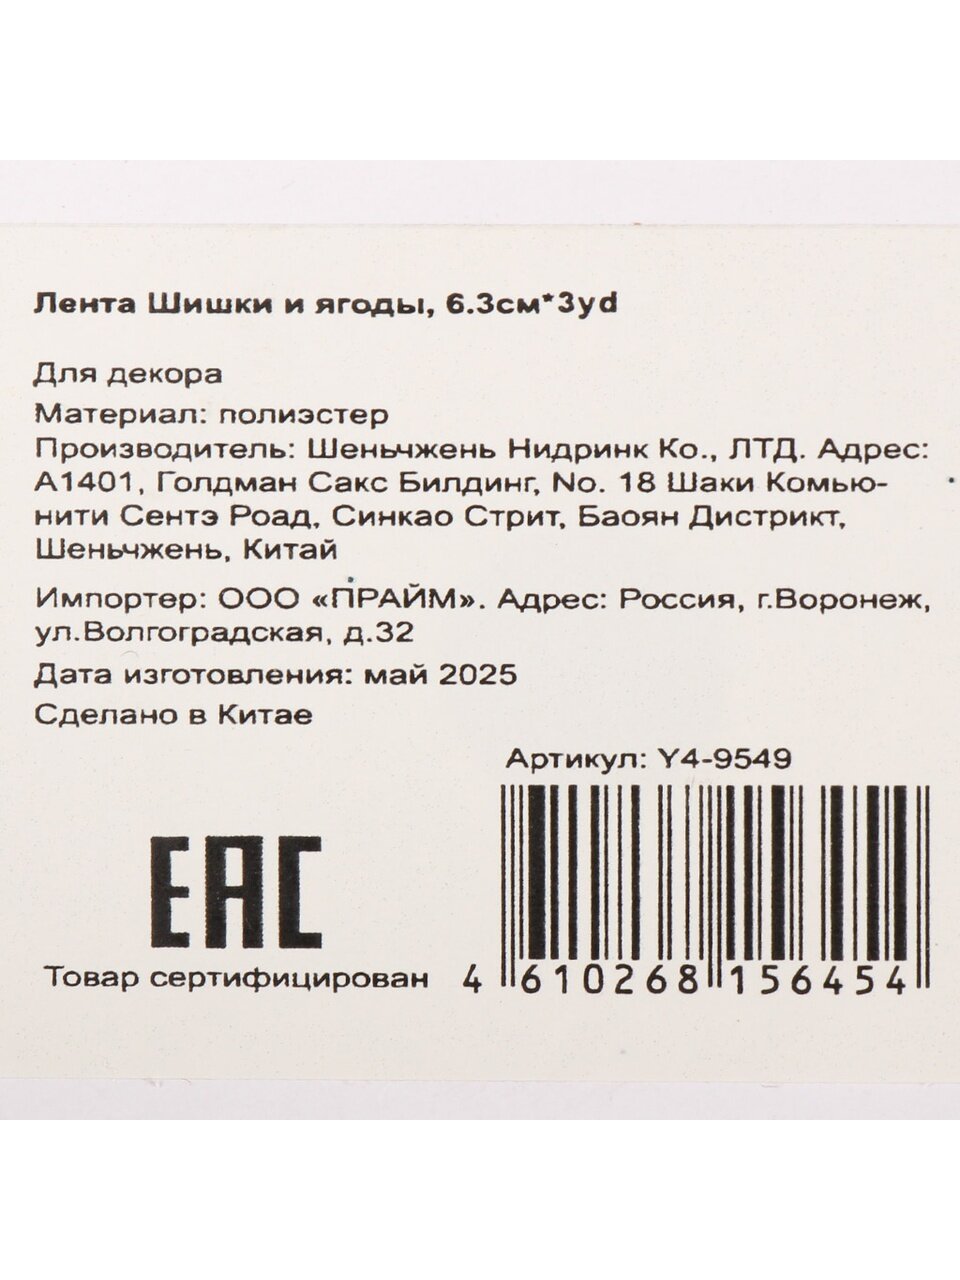 Лента Шишки и ягоды, 6.3см*3yd
Для декора
Материал: полиэстер
Производитель: Шеньчжень Нидринк Ко., ЛТД. Адрес:
А1401, Голдман Сакс Билдинг, No. 18 Шаки Комью-
нити Сентэ Роад, Синкао Стрит, Баоян Дистрикт,
Шеньчжень, Китай
Импортер: ООО «ПРАЙМ». Адрес: Россия, г.Воронеж,
ул.Волгоградская, д.32
Дата изготовления: май 2025
Сделано в Китае
Артикул: Y4-9549
EAC
Товар сертифицирован
4 610268 156454